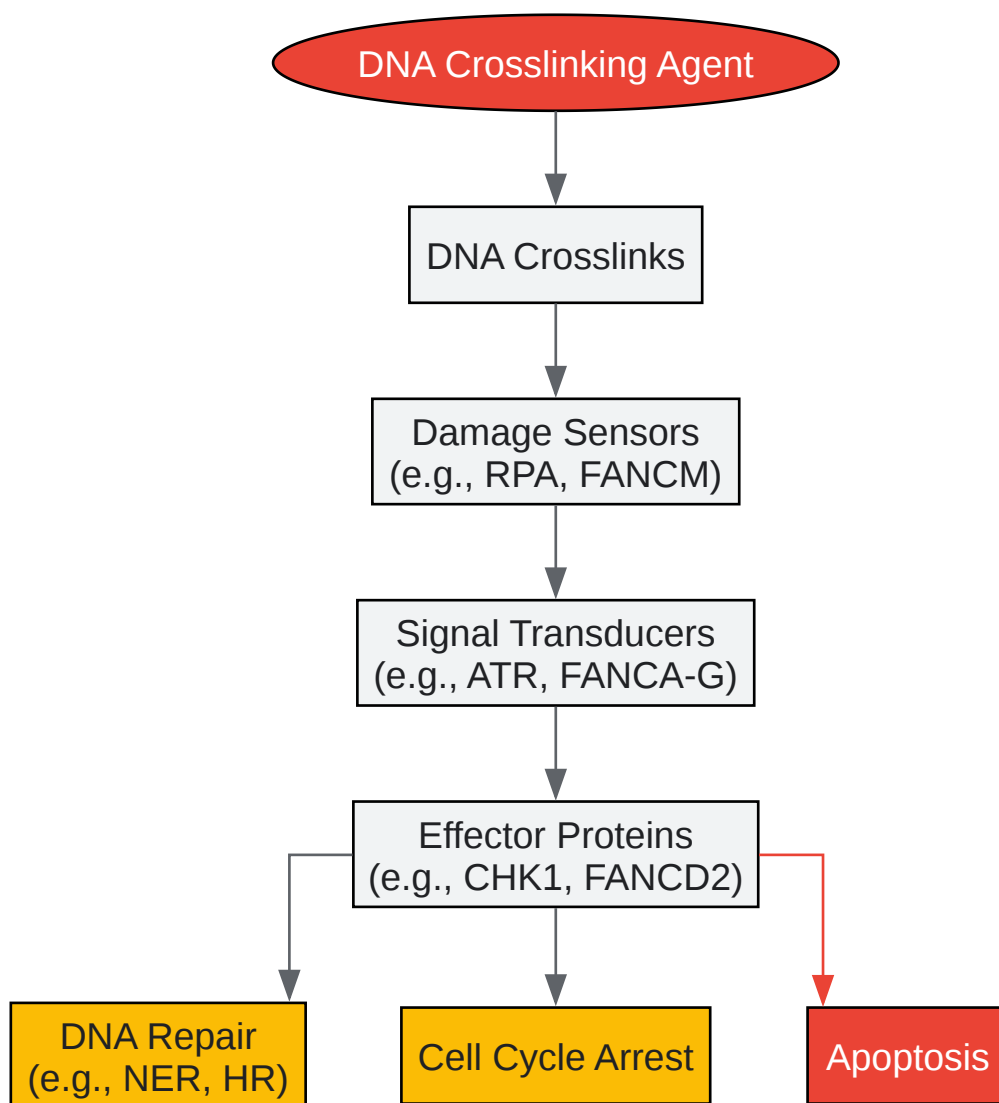 DNA Crosslinking Agent
DNA Crosslinks
Damage Sensors
(e.g., RPA, FANCM)
Signal Transducers
(e.g., ATR, FANCA-G)
Effector Proteins
(e.g., CHK1, FANCD2)
DNA Repair
(e.g., NER, HR)
Cell Cycle Arrest
Apoptosis